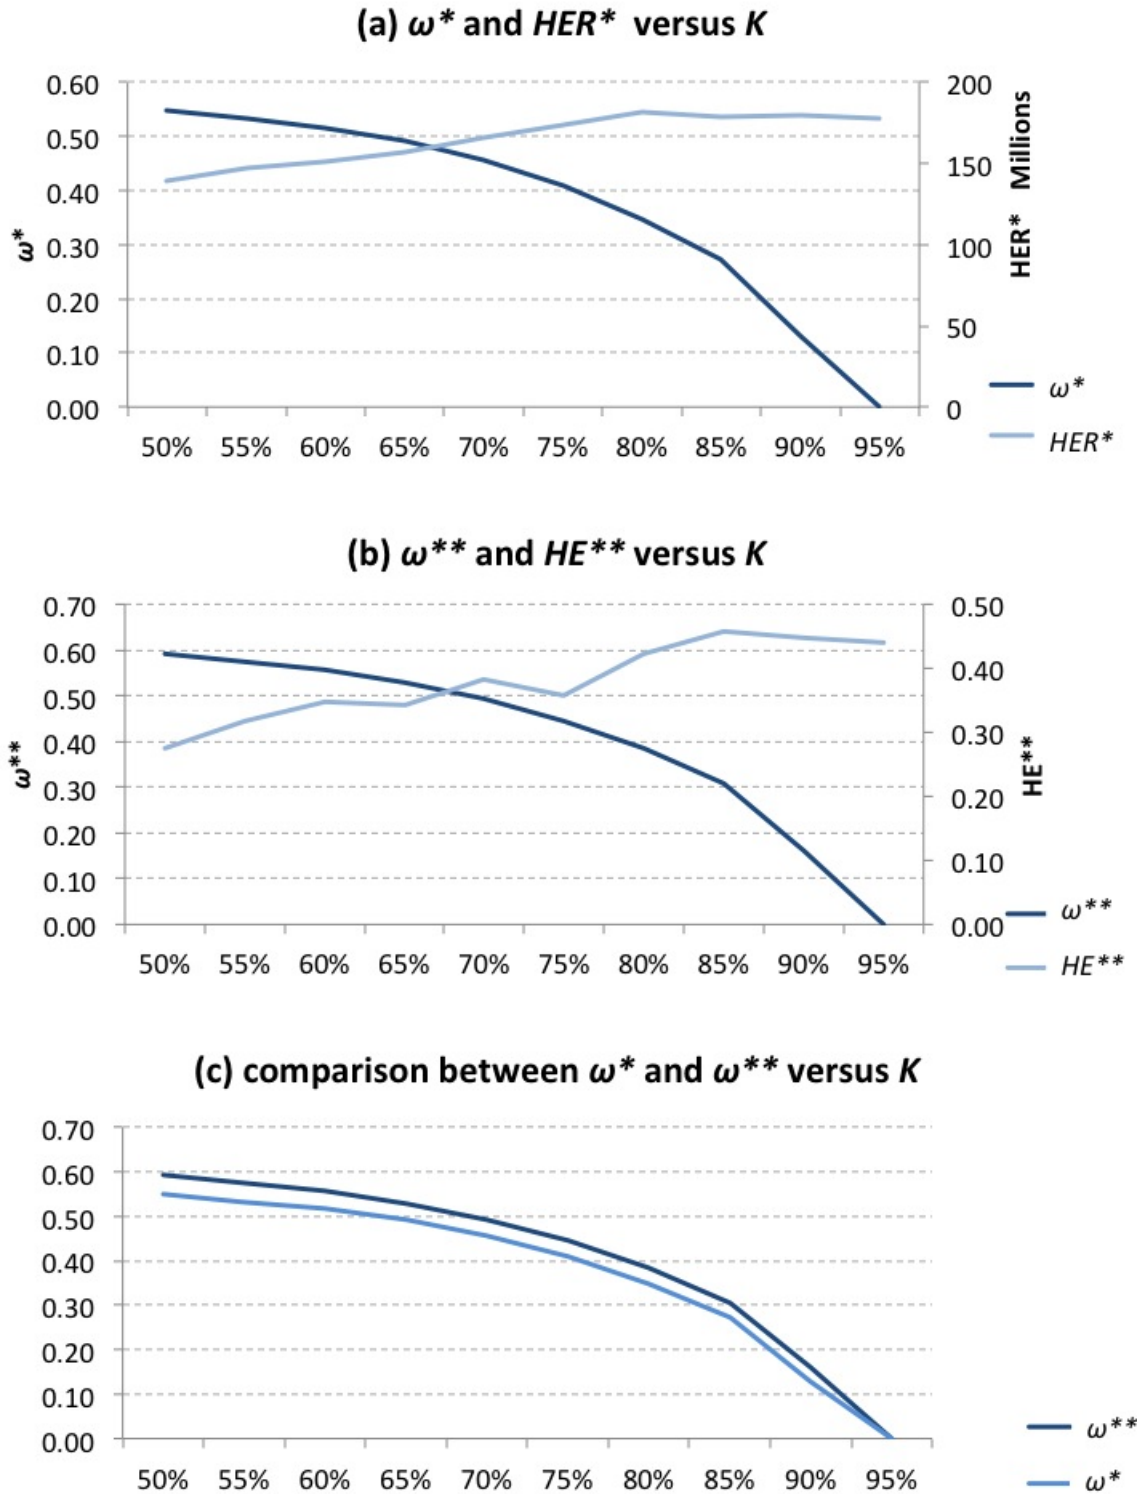 (a) ω* and HER* versus K
0.60
0.50
0.40
0.30
0.20
0.10
0.00
ω*
200
150
100
50
0
HER* Millions
50% 55% 60% 65% 70% 75% 80% 85% 90% 95%
ω*
HER*
(b) ω** and HE** versus K
0.70
0.60
0.50
0.40
0.30
0.20
0.10
0.00
ω**
0.50
0.40
0.30
0.20
0.10
0.00
HE**
50% 55% 60% 65% 70% 75% 80% 85% 90% 95%
ω**
HE**
(c) comparison between ω* and ω** versus K
0.70
0.60
0.50
0.40
0.30
0.20
0.10
0.00
50% 55% 60% 65% 70% 75% 80% 85% 90% 95%
ω**
ω*